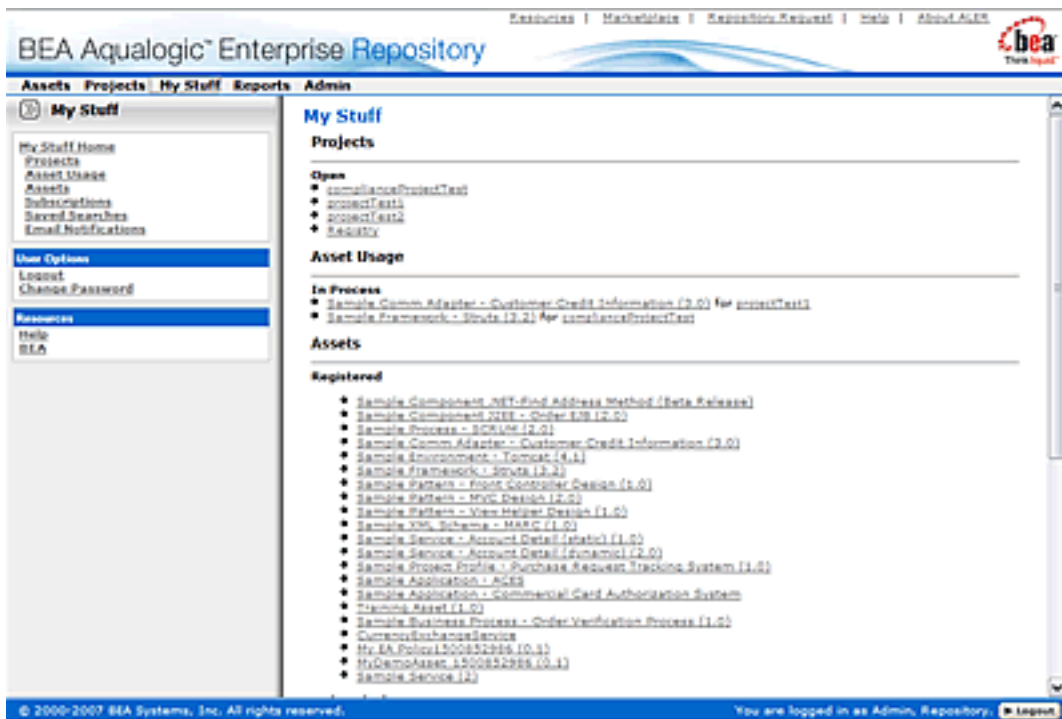 Resources | Marketplace | Repository Request | Help | About ALER
BEA Aqualogic™ Enterprise Repository
bea
Think liquid™
Assets Projects My Stuff Reports Admin
My Stuff
My Stuff Home
Projects
Asset Usage
Assets
Subscriptions
Saved Searches
Email Notifications
User Options
Logout
Change Password
Resources
Help
BEA
My Stuff
Projects
Open
complianceProjectTest
projectTest1
projectTest2
Registry
Asset Usage
In Process
Sample Comm Adapter - Customer Credit Information (3.0) for projectTest1
Sample Framework - Struts (3.2) for complianceProjectTest
Assets
Registered
Sample Component .NET-Find Address Method (Beta Release)
Sample Component J2EE - Order EJB (2.0)
Sample Process - SCRUM (2.0)
Sample Comm Adapter - Customer Credit Information (3.0)
Sample Environment - Tomcat (4.1)
Sample Framework - Struts (3.2)
Sample Pattern - Front Controller Design (1.0)
Sample Pattern - MVC Design (2.0)
Sample Pattern - View Helper Design (1.0)
Sample XML Schema - MARC (1.0)
Sample Service - Account Detail (static) (1.0)
Sample Service - Account Detail (dynamic) (2.0)
Sample Project Profile - Purchase Request Tracking System (1.0)
Sample Application - ACES
Sample Application - Commercial Card Authorization System
Training Asset (1.0)
Sample Business Process - Order Verification Process (1.0)
CurrencyExchangeService
My EA Policy1500852986 (0.1)
MyDemoAsset_1500852986 (0.1)
Sample Service (2)
© 2000-2007 BEA Systems, Inc. All rights reserved.
You are logged in as Admin, Repository. Logout